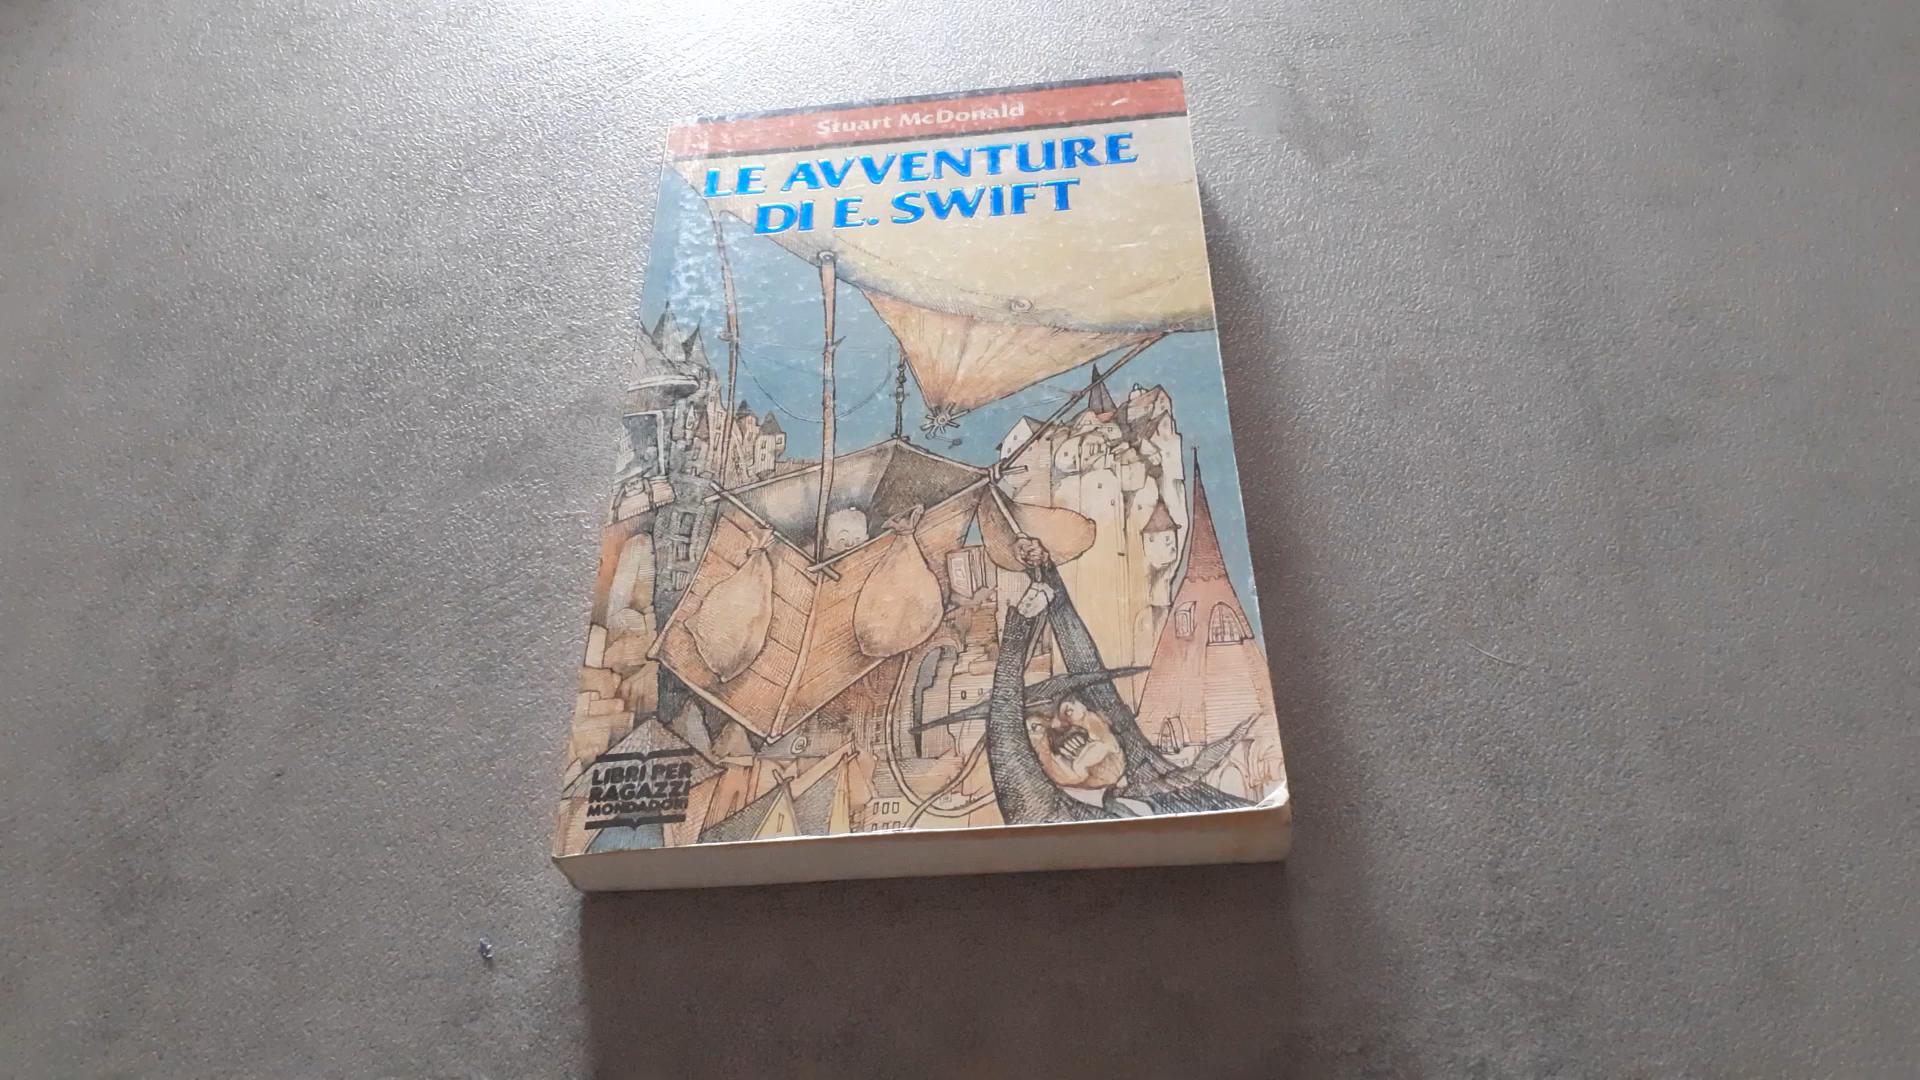 Stuart McDonald
LE AVVENTURE
DI E. SWIFT
LIBRI PER
RAGAZZI
MONDADORI